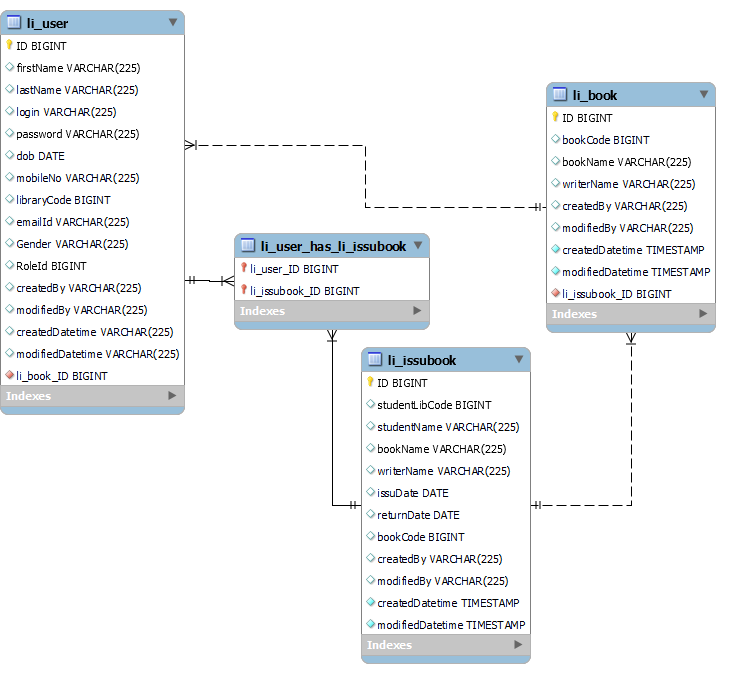 li_user
ID BIGINT
firstName VARCHAR(225)
lastName VARCHAR(225)
login VARCHAR(225)
password VARCHAR(225)
dob DATE
mobileNo VARCHAR(225)
libraryCode BIGINT
emailId VARCHAR(225)
Gender VARCHAR(225)
RoleId BIGINT
createdBy VARCHAR(225)
modifiedBy VARCHAR(225)
createdDatetime VARCHAR(225)
modifiedDatetime VARCHAR(225)
li_book_ID BIGINT
Indexes
li_user_has_li_issubook
li_user_ID BIGINT
li_issubook_ID BIGINT
Indexes
li_issubook
ID BIGINT
studentLibCode BIGINT
studentName VARCHAR(225)
bookName VARCHAR(225)
writerName VARCHAR(225)
issuDate DATE
returnDate DATE
bookCode BIGINT
createdBy VARCHAR(225)
modifiedBy VARCHAR(225)
createdDatetime TIMESTAMP
modifiedDatetime TIMESTAMP
Indexes
li_book
ID BIGINT
bookCode BIGINT
bookName VARCHAR(225)
writerName VARCHAR(225)
createdBy VARCHAR(225)
modifiedBy VARCHAR(225)
createdDatetime TIMESTAMP
modifiedDatetime TIMESTAMP
li_issubook_ID BIGINT
Indexes